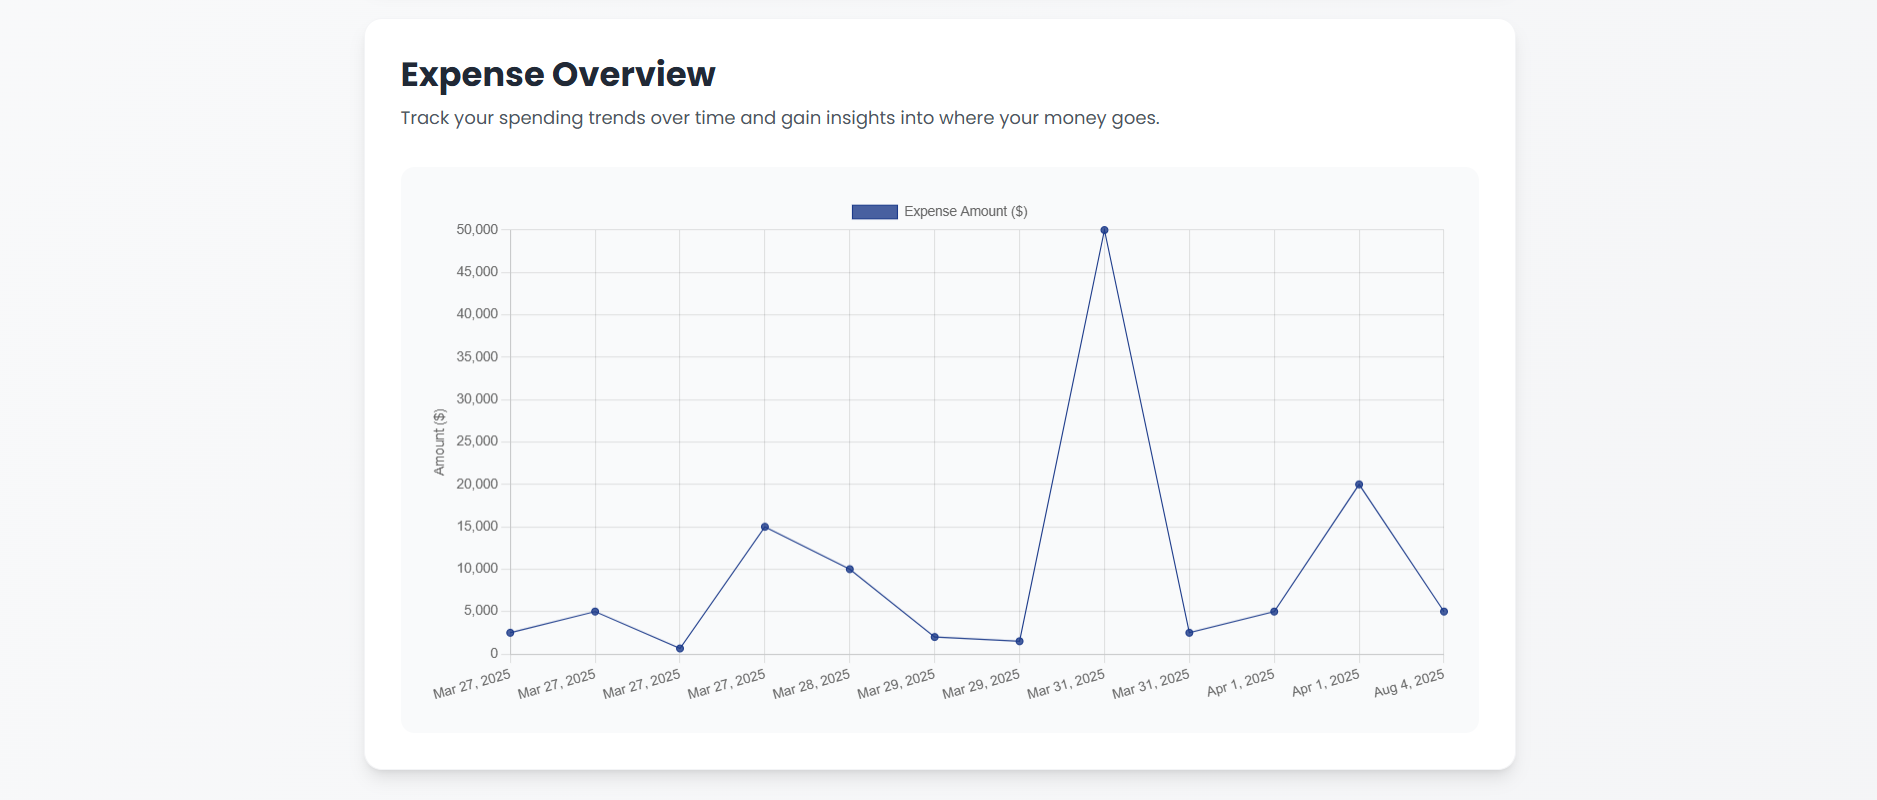 Expense Overview
Track your spending trends over time and gain insights into where your money goes.
Expense Amount ($)
50,000
45,000
40,000
35,000
30,000
25,000
20,000
15,000
10,000
5,000
0
Amount ($)
Mar 27, 2025
Mar 27, 2025
Mar 27, 2025
Mar 27, 2025
Mar 28, 2025
Mar 29, 2025
Mar 29, 2025
Mar 31, 2025
Mar 31, 2025
Apr 1, 2025
Apr 1, 2025
Aug 4, 2025